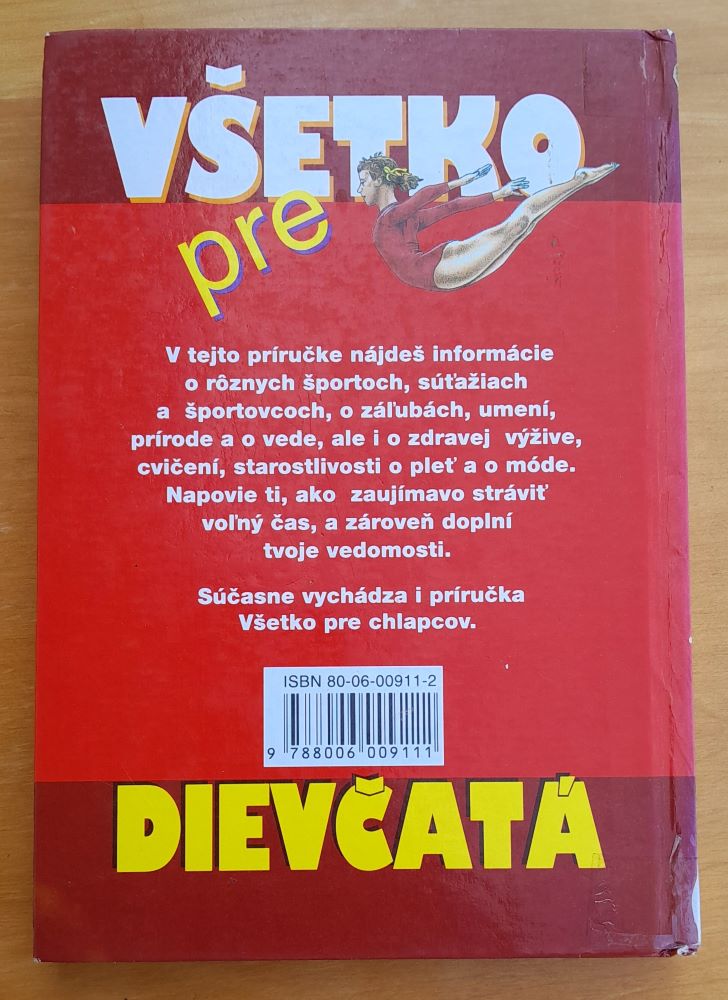 VŠETKO
pre
V tejto príručke nájdeš informácie
o rôznych športoch, súťažiach
a športovcoch, o záľubách, umení,
prírode a o vede, ale i o zdravej výžive,
cvičení, starostlivosti o pleť a o móde.
Napovie ti, ako zaujímavo stráviť
voľný čas, a zároveň doplní
tvoje vedomosti.
Súčasne vychádza i príručka
Všetko pre chlapcov.
ISBN 80-06-00911-2
9 788006 009111
DIEVČATÁ